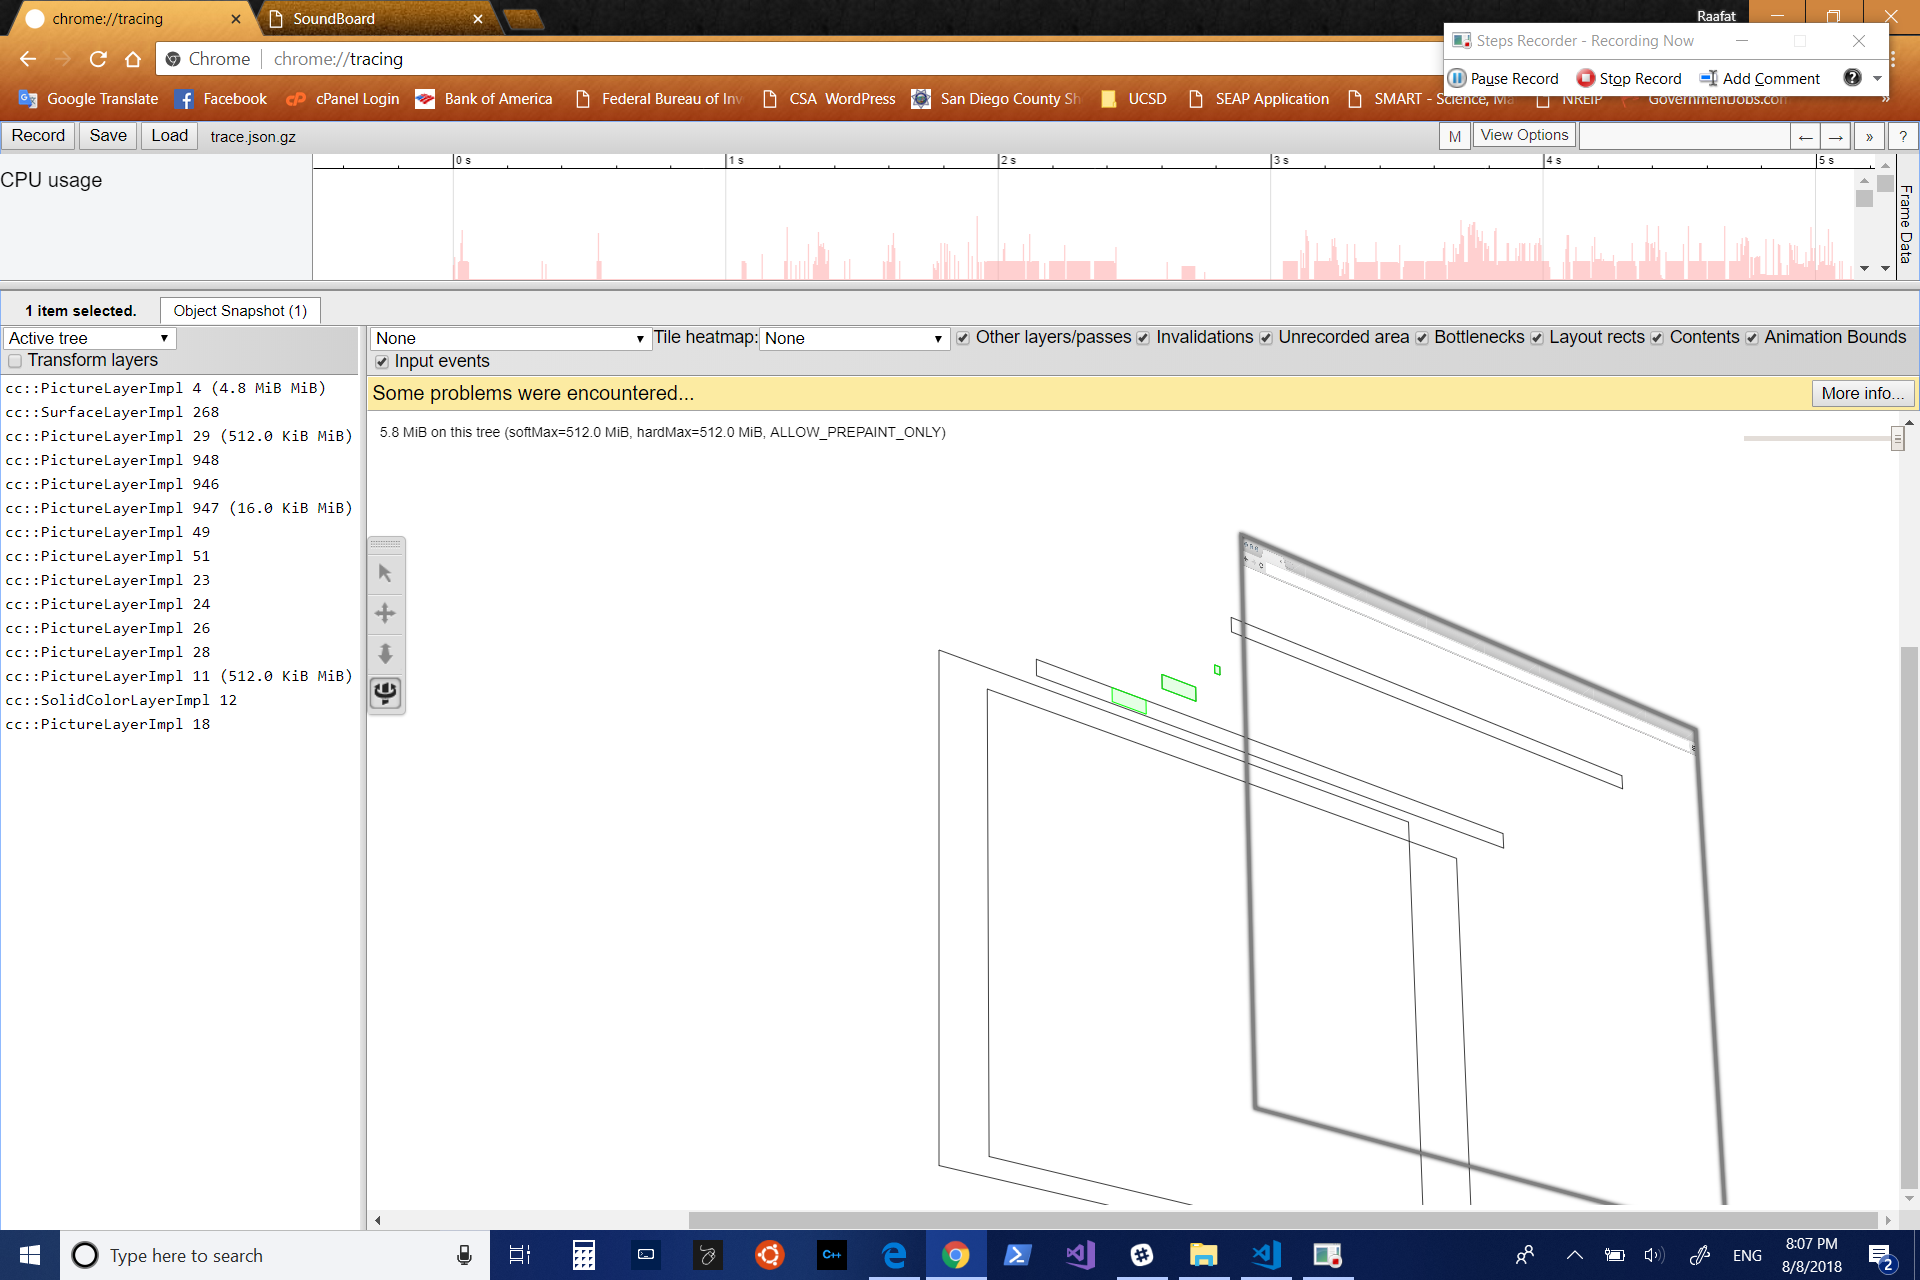 chrome://tracing
SoundBoard
Raafat
Chrome chrome://tracing
Steps Recorder - Recording Now
Pause Record Stop Record Add Comment
Google Translate Facebook cPanel Login Bank of America Federal Bureau of Inv CSA WordPress San Diego County Sh UCSD SEAP Application SMART - Science, Ma NREIP
Record Save Load trace.json.gz M View Options ← → » ?
0 s 1 s 2 s 3 s 4 s 5 s
CPU usage
Frame Data
1 item selected. Object Snapshot (1)
Active tree None Tile heatmap: None Other layers/passes Invalidations Unrecorded area Bottlenecks Layout rects Contents Animation Bounds
Transform layers Input events
Some problems were encountered... More info...
5.8 MiB on this tree (softMax=512.0 MiB, hardMax=512.0 MiB, ALLOW_PREPAINT_ONLY)
cc::PictureLayerImpl 4 (4.8 MiB MiB)
cc::SurfaceLayerImpl 268
cc::PictureLayerImpl 29 (512.0 KiB MiB)
cc::PictureLayerImpl 948
cc::PictureLayerImpl 946
cc::PictureLayerImpl 947 (16.0 KiB MiB)
cc::PictureLayerImpl 49
cc::PictureLayerImpl 51
cc::PictureLayerImpl 23
cc::PictureLayerImpl 24
cc::PictureLayerImpl 26
cc::PictureLayerImpl 28
cc::PictureLayerImpl 11 (512.0 KiB MiB)
cc::SolidColorLayerImpl 12
cc::PictureLayerImpl 18
Type here to search
C++
ENG
8:07 PM
8/8/2018
2